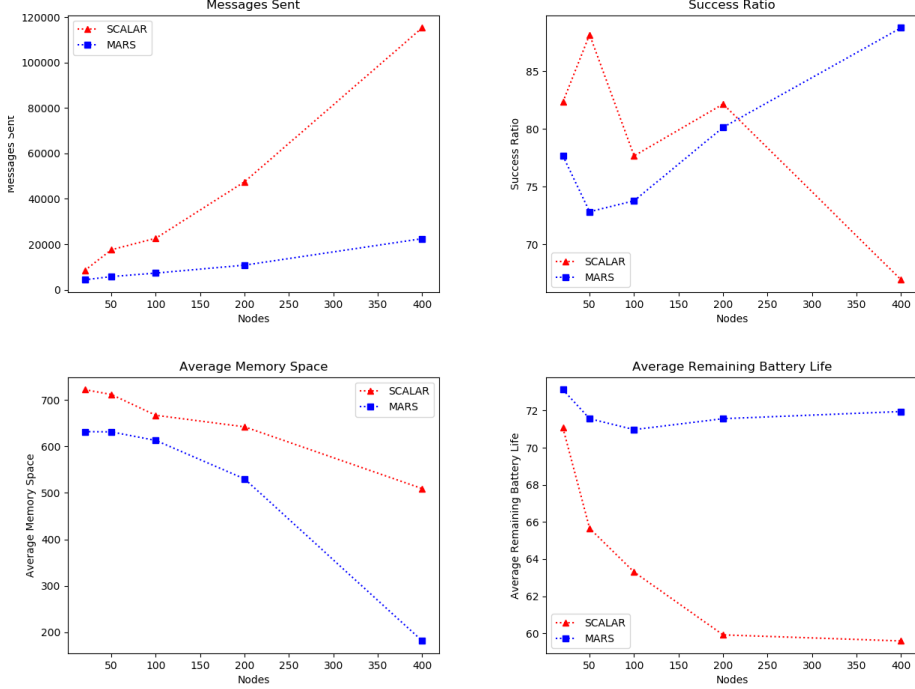 Messages Sent
120000
100000
80000
60000
40000
20000
0
Messages Sent
SCALAR
MARS
50 100 150 200 250 300 350 400
Nodes
Success Ratio
85
80
75
70
Success Ratio
SCALAR
MARS
50 100 150 200 250 300 350 400
Nodes
Average Memory Space
700
600
500
400
300
200
Average Memory Space
SCALAR
MARS
50 100 150 200 250 300 350 400
Nodes
Average Remaining Battery Life
72
70
68
66
64
62
60
Average Remaining Battery Life
SCALAR
MARS
50 100 150 200 250 300 350 400
Nodes